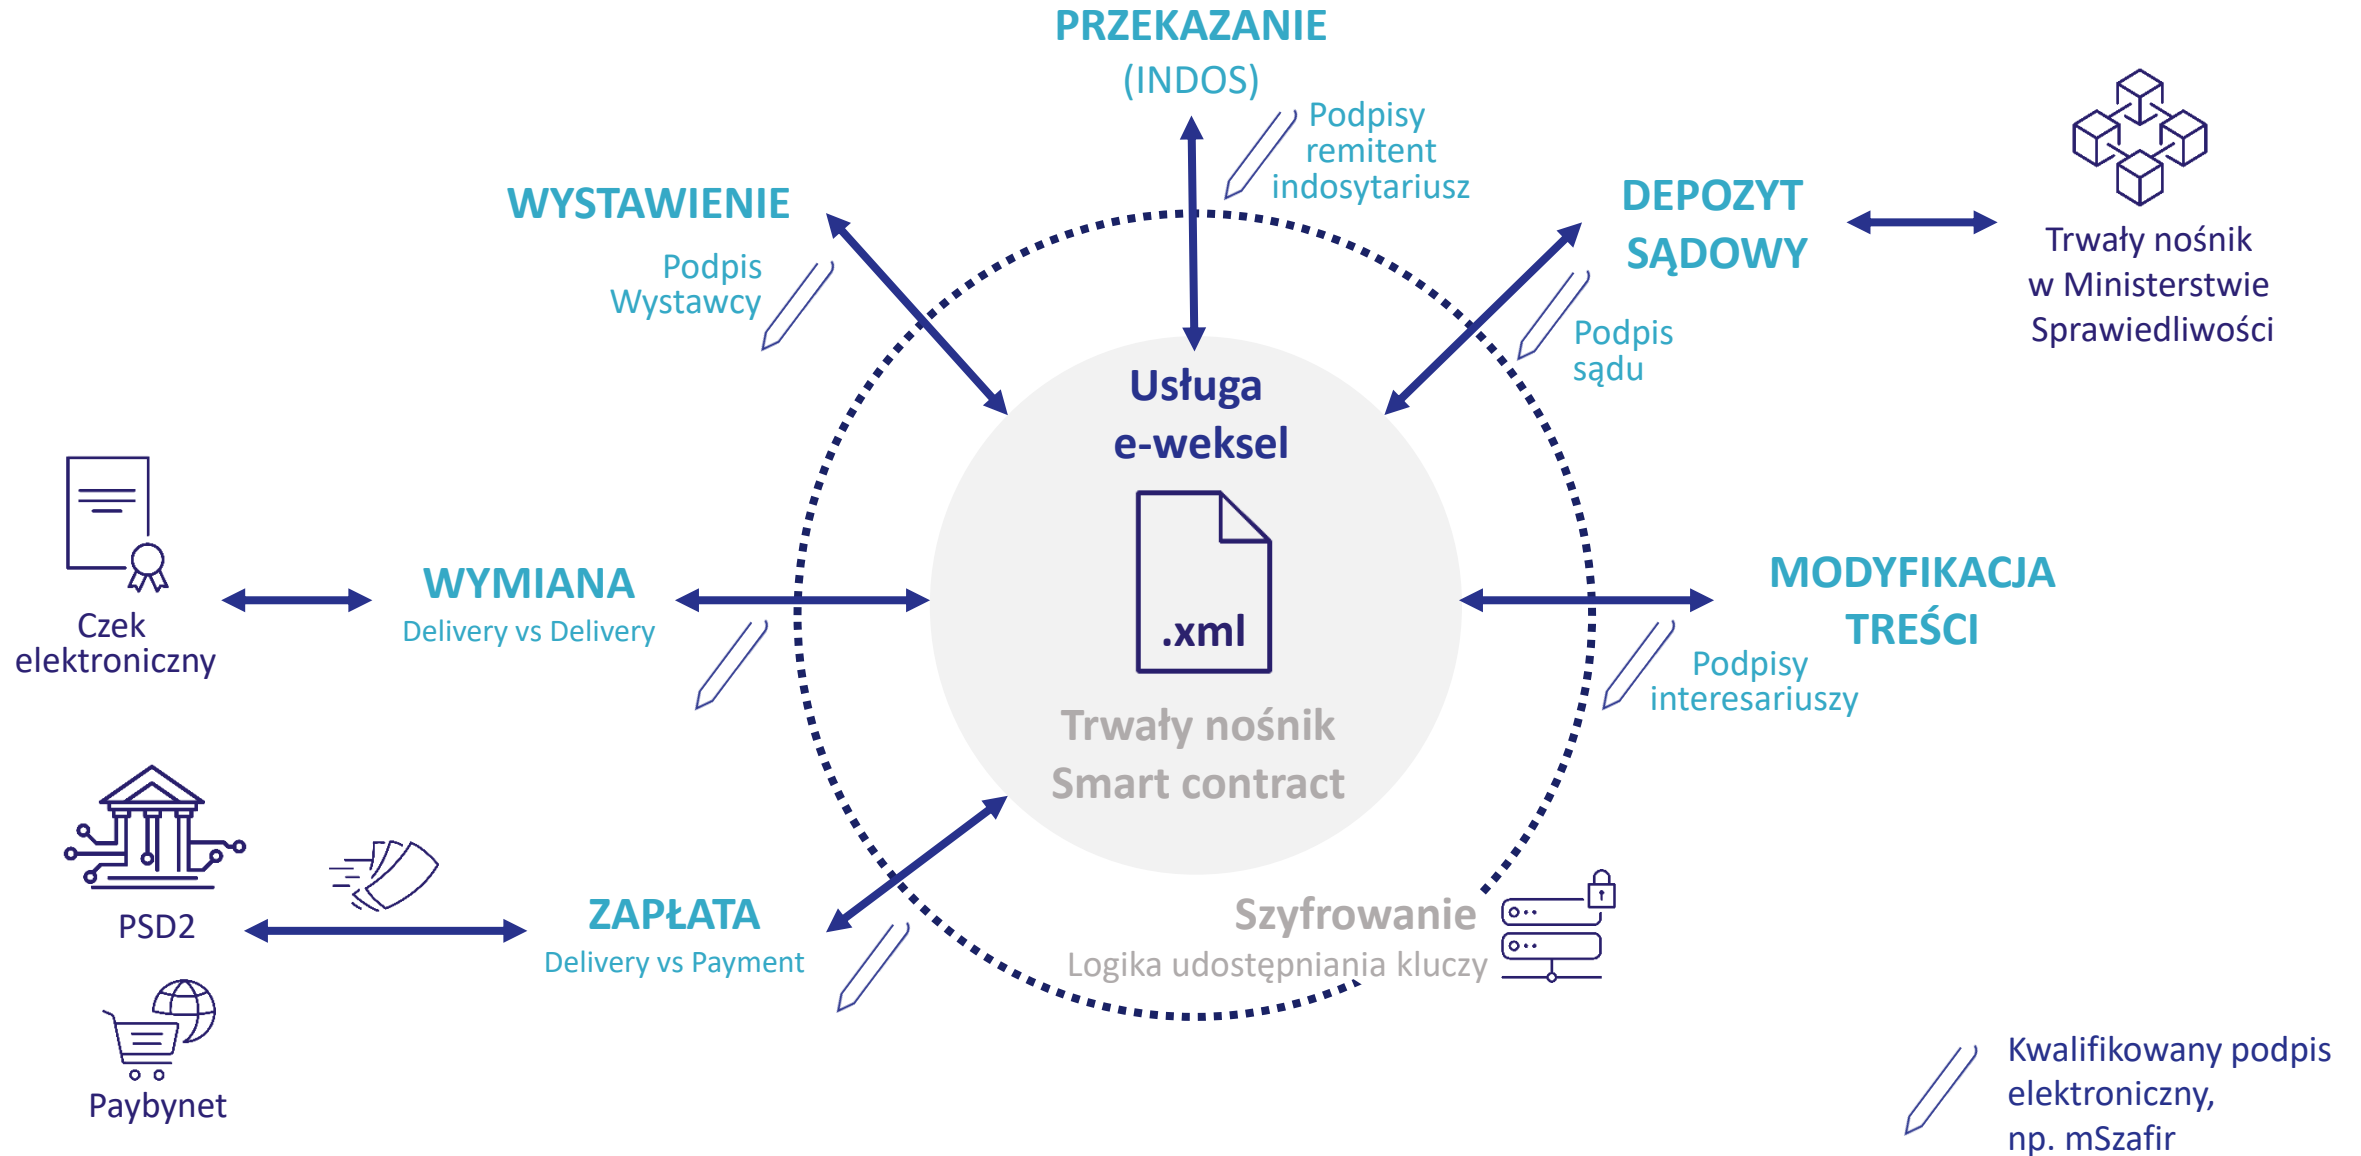 PRZEKAZANIE
(INDOS)
Podpisy
remitent
indosytariusz
WYSTAWIENIE
Podpis
Wystawcy
DEPOZYT
SĄDOWY
Podpis
sądu
Trwały nośnik
w Ministerstwie
Sprawiedliwości
Usługa
e-weksel
.xml
Trwały nośnik
Smart contract
Czek
elektroniczny
WYMIANA
Delivery vs Delivery
MODYFIKACJA
TREŚCI
Podpisy
interesariuszy
PSD2
Paybynet
ZAPŁATA
Delivery vs Payment
Szyfrowanie
Logika udostępniania kluczy
Kwalifikowany podpis
elektroniczny,
np. mSzafir